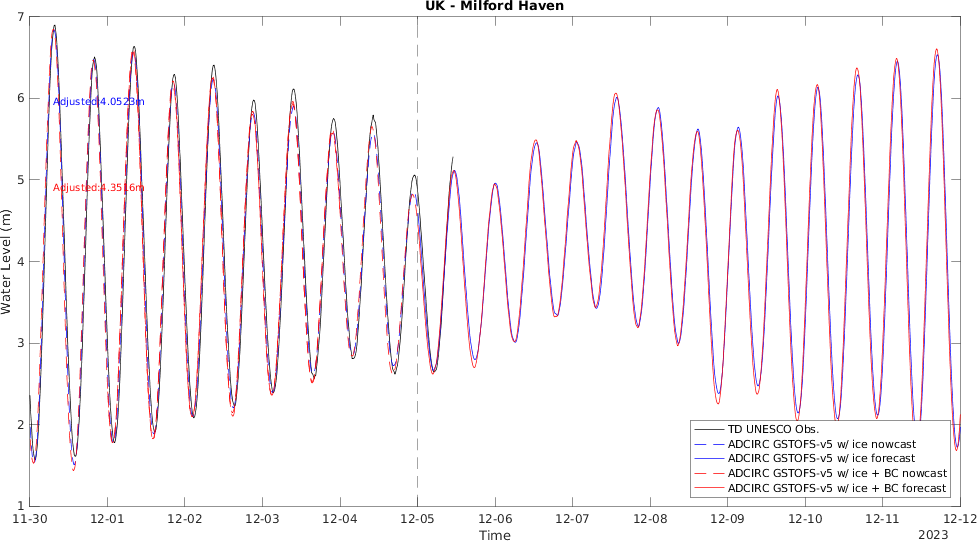 UK - Milford Haven
7
6
5
4
3
2
1
Water Level (m)
Adjusted:4.0523m
Adjusted:4.3516m
TD UNESCO Obs.
ADCIRC GSTOFS-v5 w/ ice nowcast
ADCIRC GSTOFS-v5 w/ ice forecast
ADCIRC GSTOFS-v5 w/ ice + BC nowcast
ADCIRC GSTOFS-v5 w/ ice + BC forecast
11-30 12-01 12-02 12-03 12-04 12-05 12-06 12-07 12-08 12-09 12-10 12-11 12-12
Time
2023